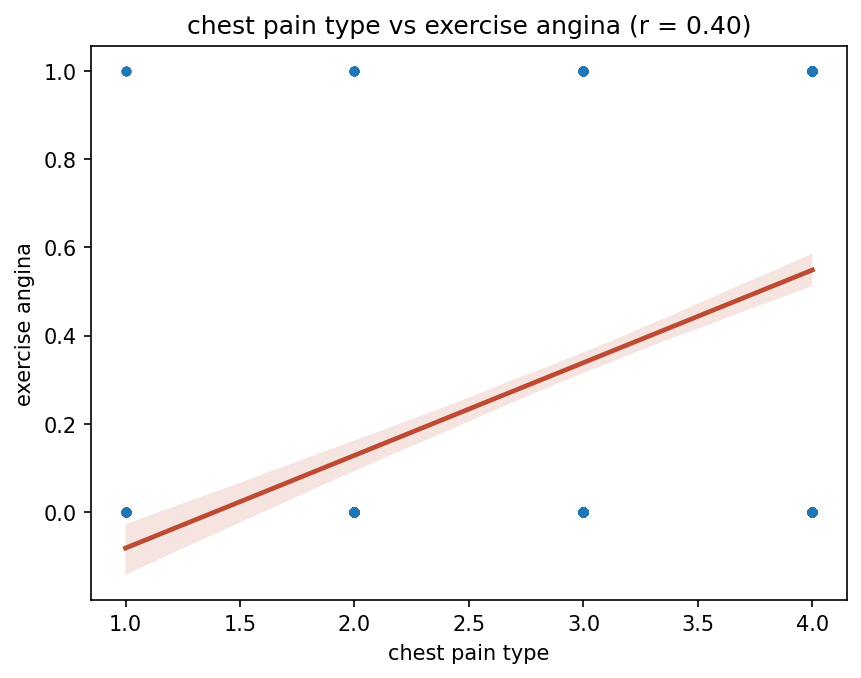 chest pain type vs exercise angina (r = 0.40)
1.0
0.8
0.6
0.4
0.2
0.0
exercise angina
1.0 1.5 2.0 2.5 3.0 3.5 4.0
chest pain type